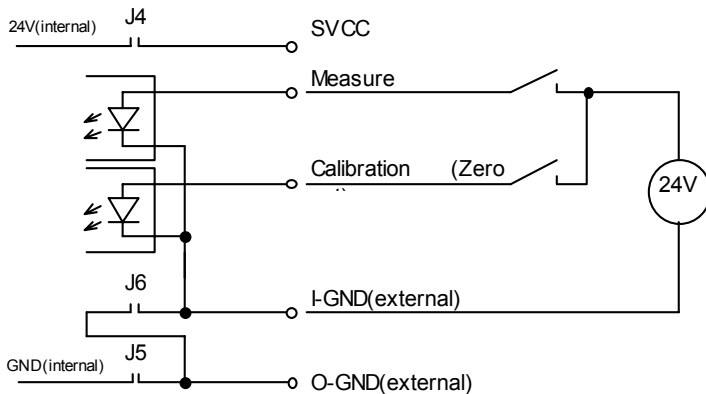 J4
24V(internal)
SVCC
Measure
Calibration (Zero
24V
J6
I-GND(external)
J5
GND(internal)
O-GND(external)